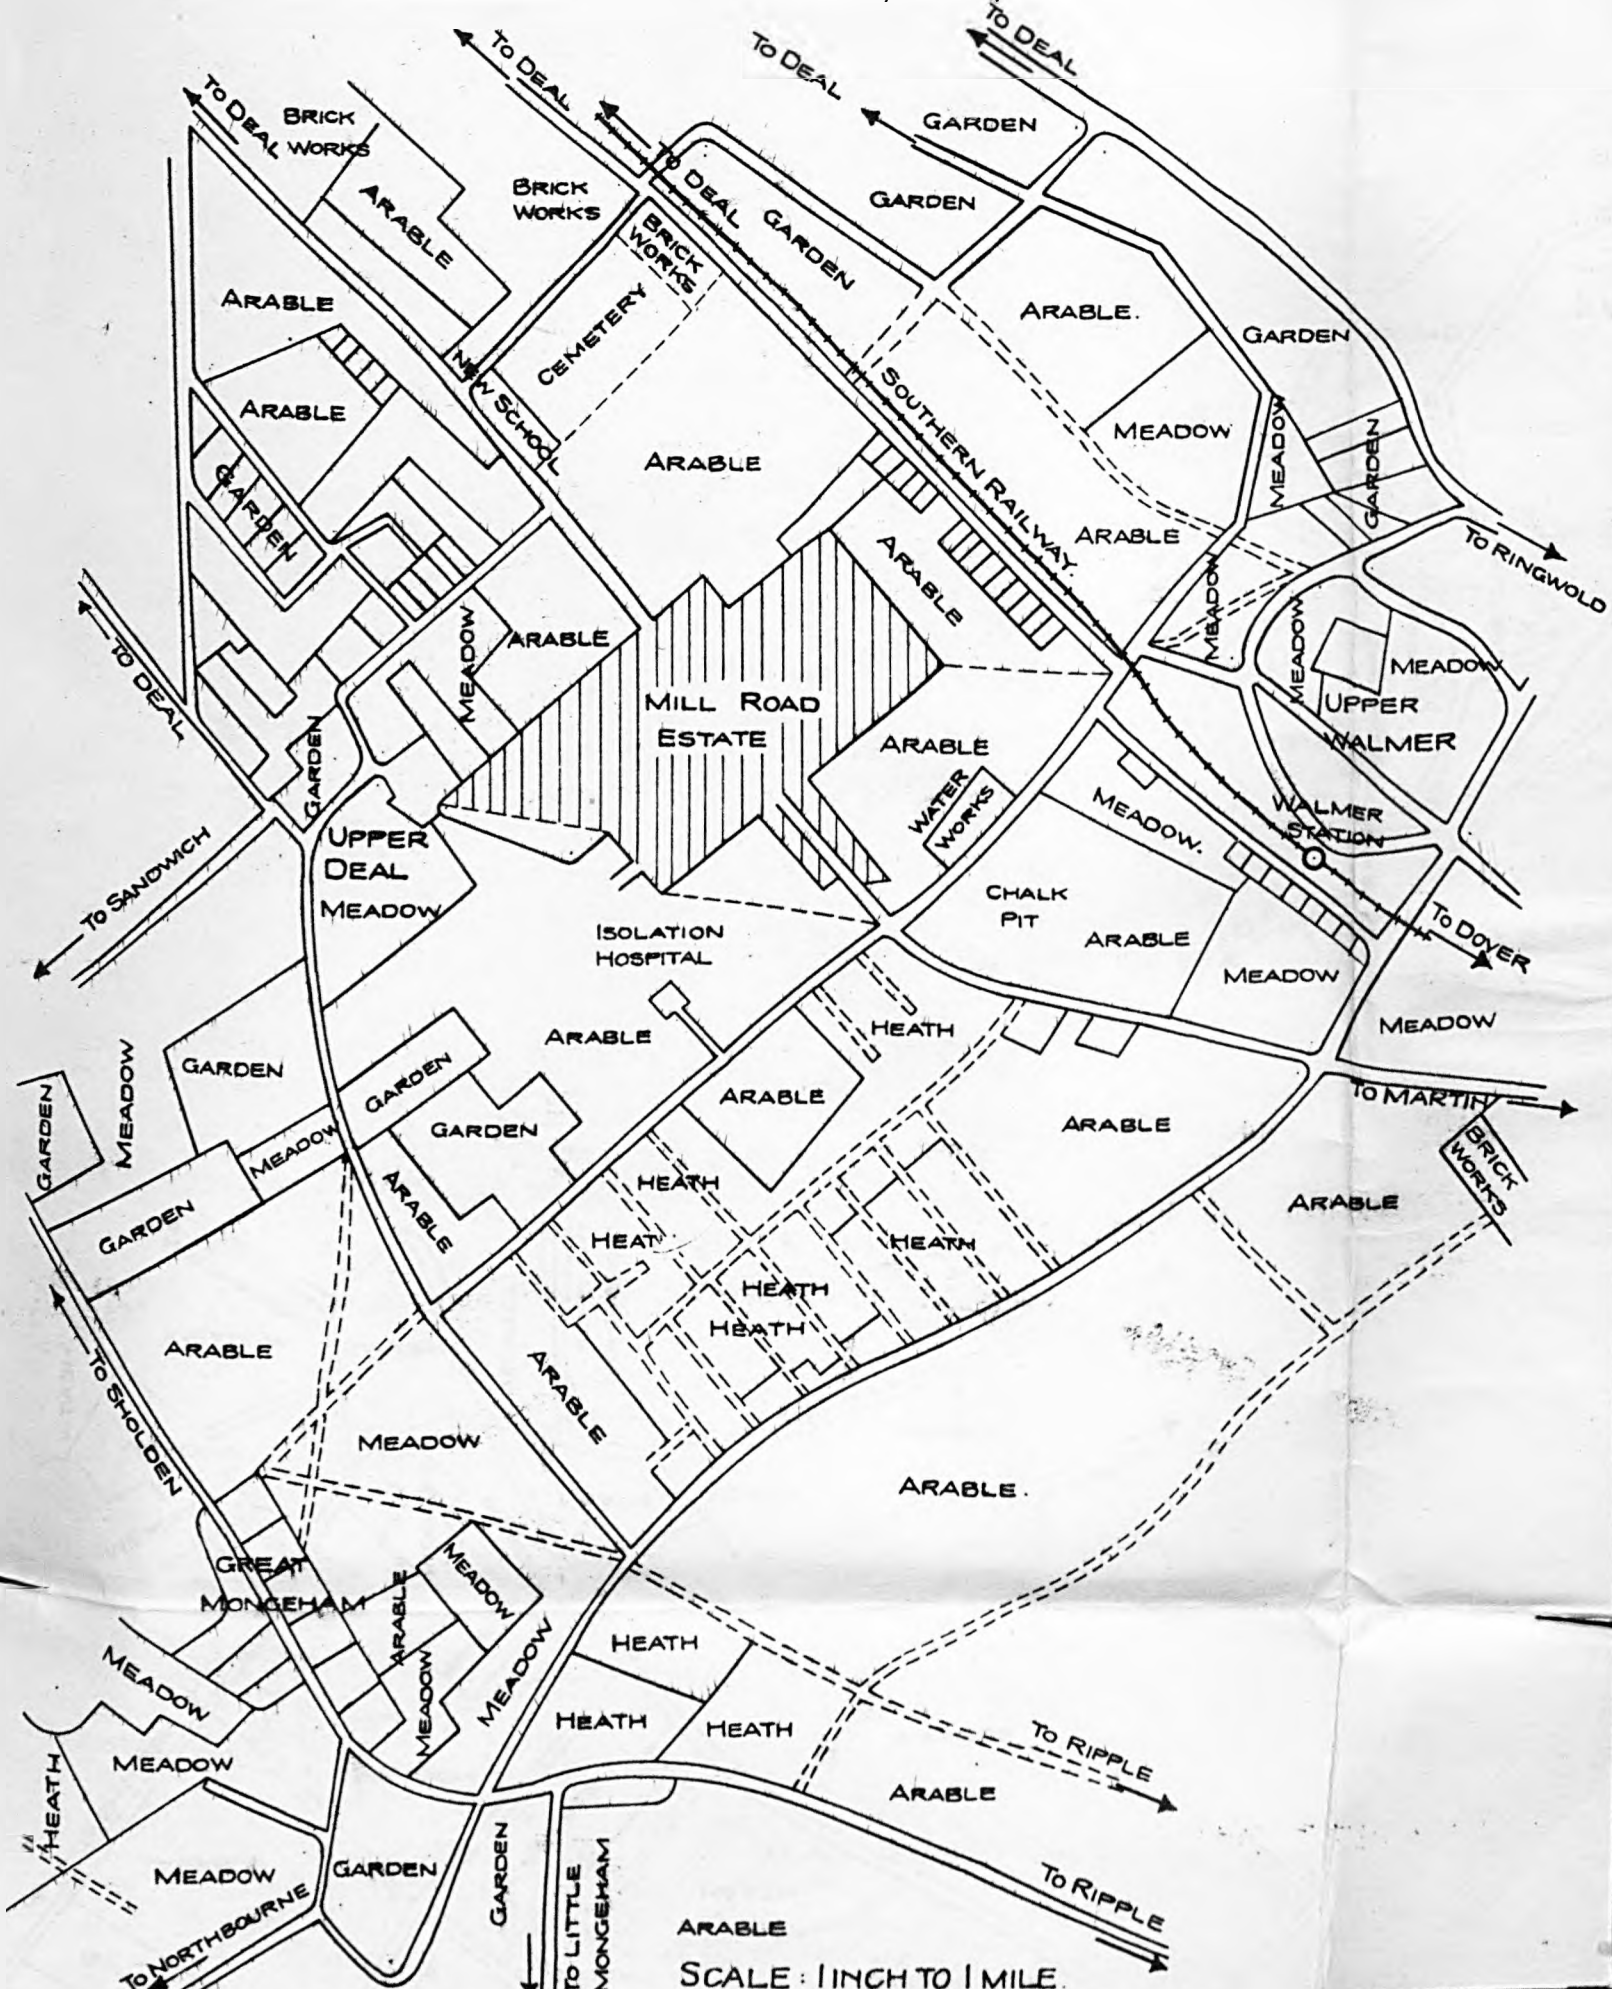 To Deal
To Deal
To Deal
To Deal
To Deal
Brick
Works
Garden
Arable
Brick
Works
Garden
Brick
Works
Garden
Arable
Cemetery
Arable.
Garden
New School
Arable
Southern Railway.
Meadow
Meadow
Garden
Garden
Arable
Arable
Arable
To Ringwold
Meadow
Arable
Meadow
Meadow
Meadow
To Deal
Mill Road
Estate
Upper
Walmer
Garden
Arable
Water
Works
Meadow.
Walmer
Station
To Sandwich
Upper
Deal
Meadow
Chalk
Pit
Arable
Isolation
Hospital
To Dover
Meadow
Meadow
Heath
Arable
Garden
Meadow
Garden
Garden
Arable
Arable
To Martin
Garden
Meadow
Brick
Works
Heath
Arable
Arable
Garden
Heat
Heath
Heath
Heath
Arable
Arable
Meadow
To Sholden
Arable.
Great
Mongeham
Meadow
Arable
Meadow
Meadow
Heath
Meadow
Heath
Heath
To Ripple
Meadow
Heath
Arable
Meadow
Garden
Garden
To Ripple
To Northbourne
To Little
Mongeham
Arable
Scale: 1 inch to 1 mile.